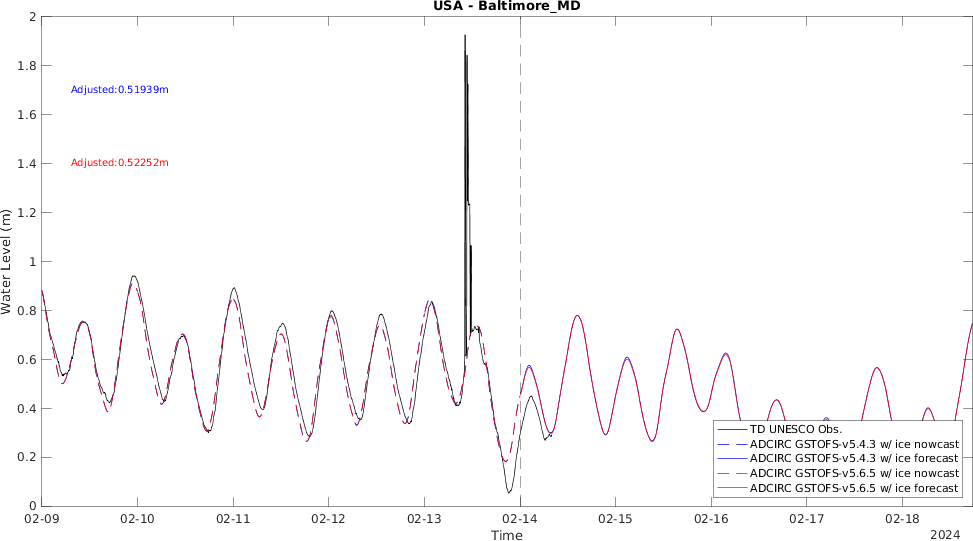 USA - Baltimore_MD
2
1.8
1.6
1.4
1.2
1
0.8
0.6
0.4
0.2
0
Water Level (m)
Adjusted:0.51939m
Adjusted:0.52252m
TD UNESCO Obs.
ADCIRC GSTOFS-v5.4.3 w/ ice nowcast
ADCIRC GSTOFS-v5.4.3 w/ ice forecast
ADCIRC GSTOFS-v5.6.5 w/ ice nowcast
ADCIRC GSTOFS-v5.6.5 w/ ice forecast
02-09 02-10 02-11 02-12 02-13 02-14 02-15 02-16 02-17 02-18
Time
2024